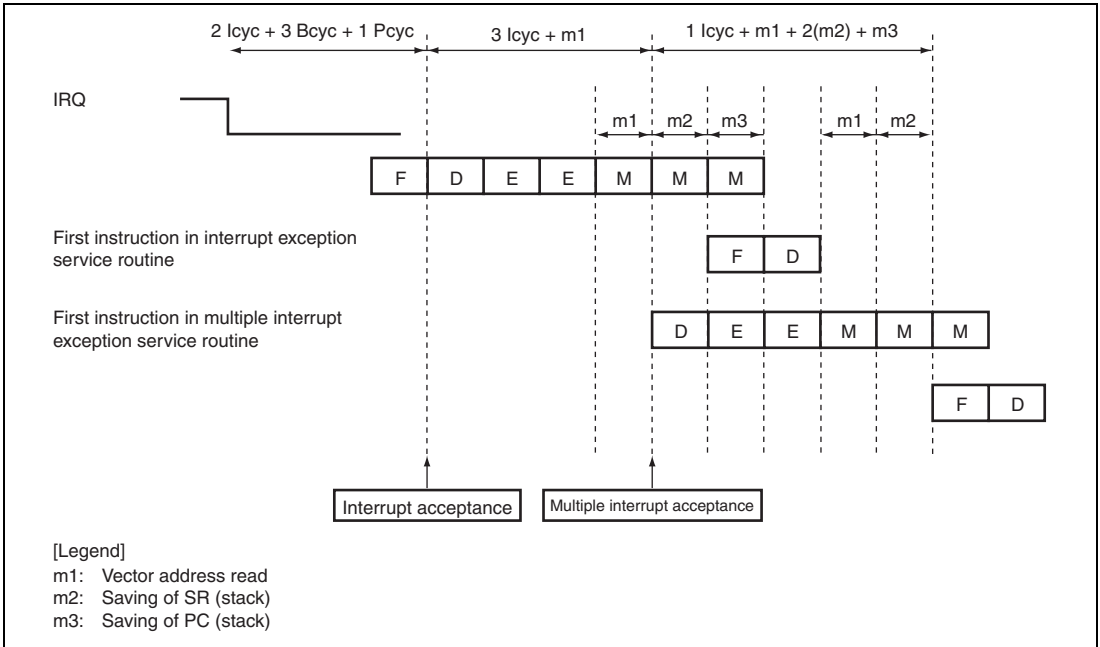 2 Icyc + 3 Bcyc + 1 Pcyc 3 Icyc + m1 1 Icyc + m1 + 2(m2) + m3
IRQ
m1 m2 m3 m1 m2
F D E E M M M
First instruction in interrupt exception
service routine
F D
First instruction in multiple interrupt
exception service routine
D E E M M M
F D
Interrupt acceptance Multiple interrupt acceptance
[Legend]
m1: Vector address read
m2: Saving of SR (stack)
m3: Saving of PC (stack)